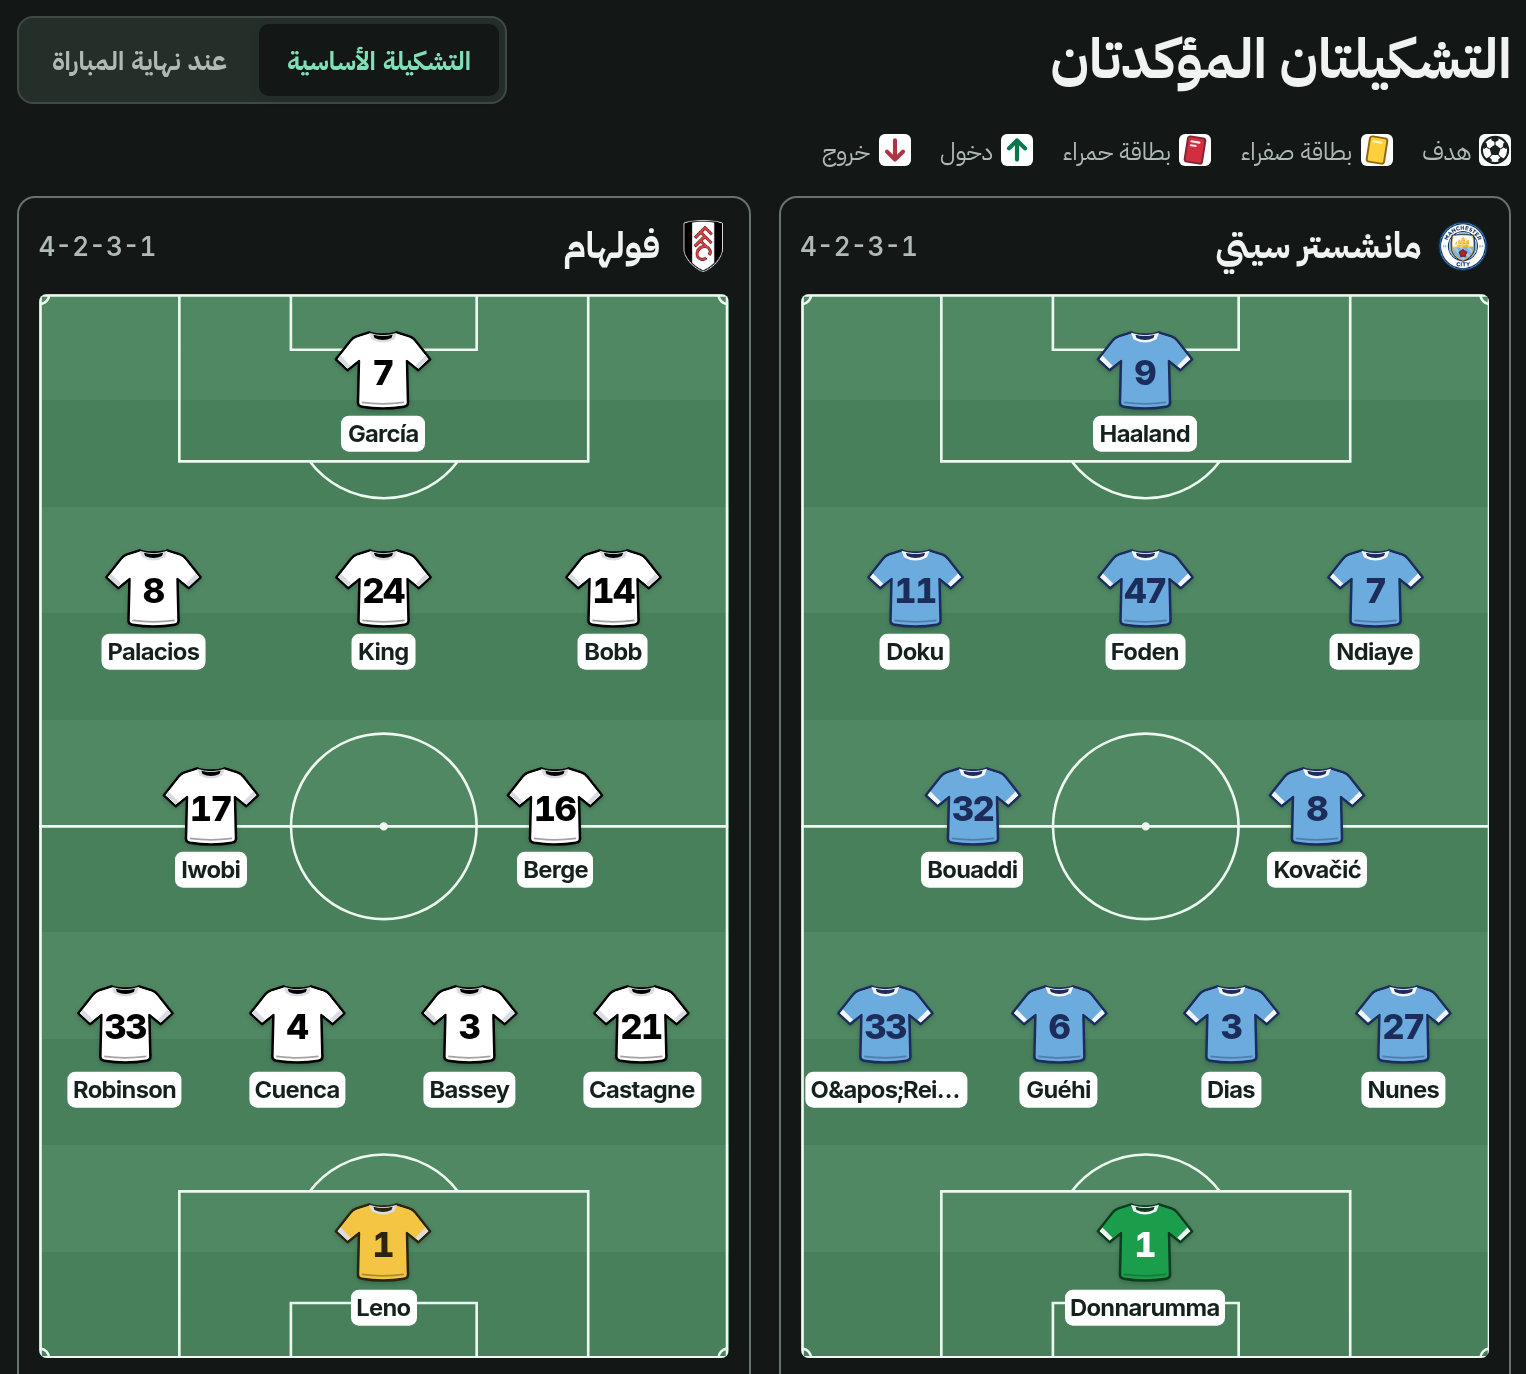 التشكيلتان المؤكدتان
التشكيلة الأساسية
عند نهاية المباراة
هدف
بطاقة صفراء
بطاقة حمراء
دخول
خروج
مانشستر سيتي
4-2-3-1
9
Haaland
11 47 7
Doku Foden Ndiaye
32 8
Bouaddi Kovačić
33 6 3 27
O&apos;Rei... Guéhi Dias Nunes
1
Donnarumma
فولهام
4-2-3-1
7
García
8 24 14
Palacios King Bobb
17 16
Iwobi Berge
33 4 3 21
Robinson Cuenca Bassey Castagne
1
Leno